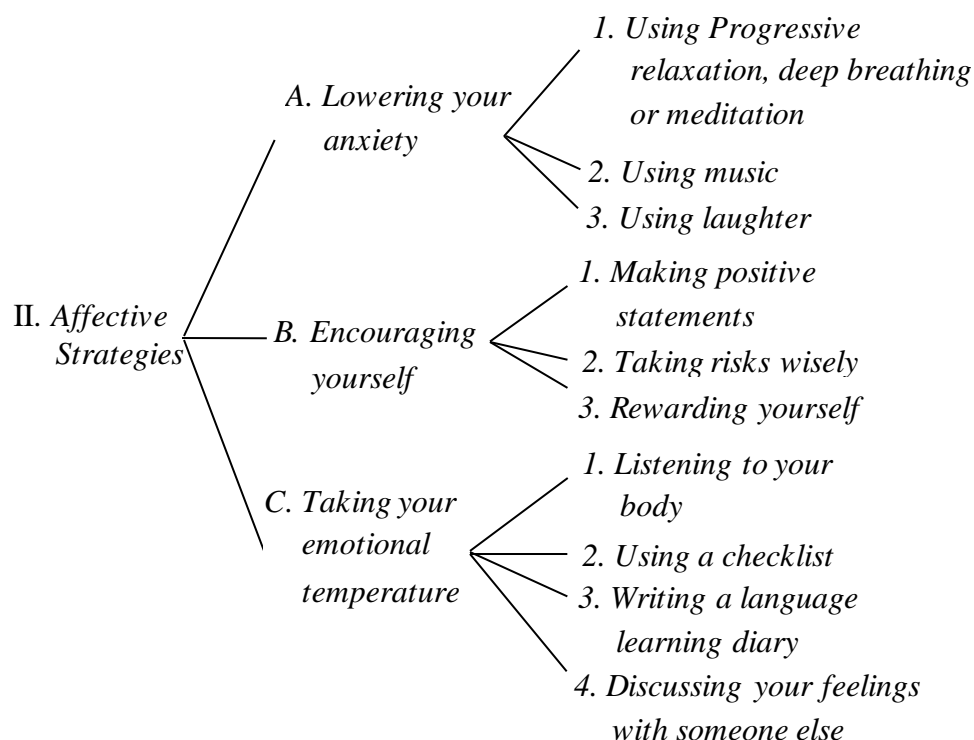 II. Affective
Strategies
A. Lowering your
anxiety
1. Using Progressive
relaxation, deep breathing
or meditation
2. Using music
3. Using laughter
B. Encouraging
yourself
1. Making positive
statements
2. Taking risks wisely
3. Rewarding yourself
C. Taking your
emotional
temperature
1. Listening to your
body
2. Using a checklist
3. Writing a language
learning diary
4. Discussing your feelings
with someone else